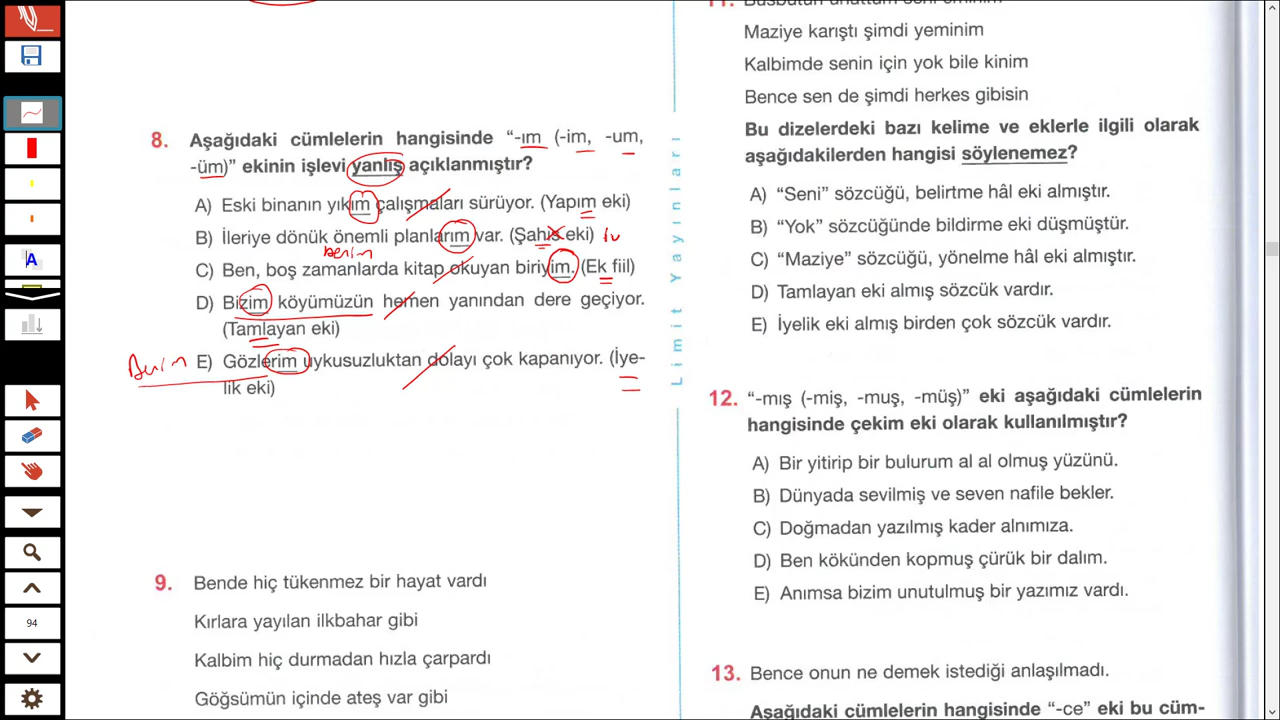 8. Aşağıdaki cümlelerin hangisinde “-ım (-im, -um,
-üm)” ekinin işlevi yanlış açıklanmıştır?
A) Eski binanın yıkım çalışmaları sürüyor. (Yapım eki)
B) İleriye dönük önemli planlarım var. (Şahıs eki)
benim
C) Ben, boş zamanlarda kitap okuyan biriyim. (Ek fiil)
D) Bizim köyümüzün hemen yanından dere geçiyor.
(Tamlayan eki)
Benim
E) Gözlerim uykusuzluktan dolayı çok kapanıyor. (İye-
lik eki)
9. Bende hiç tükenmez bir hayat vardı
Kırlara yayılan ilkbahar gibi
Kalbim hiç durmadan hızla çarpardı
Göğsümün içinde ateş var gibi
Limit Yayınları
Maziye karıştı şimdi yeminim
Kalbimde senin için yok bile kinim
Bence sen de şimdi herkes gibisin
Bu dizelerdeki bazı kelime ve eklerle ilgili olarak
aşağıdakilerden hangisi söylenemez?
A) “Seni” sözcüğü, belirtme hâl eki almıştır.
B) “Yok” sözcüğünde bildirme eki düşmüştür.
C) “Maziye” sözcüğü, yönelme hâl eki almıştır.
D) Tamlayan eki almış sözcük vardır.
E) İyelik eki almış birden çok sözcük vardır.
12. “-mış (-miş, -muş, -müş)” eki aşağıdaki cümlelerin
hangisinde çekim eki olarak kullanılmıştır?
A) Bir yitirip bir bulurum al al olmuş yüzünü.
B) Dünyada sevilmiş ve seven nafile bekler.
C) Doğmadan yazılmış kader alnımıza.
D) Ben kökünden kopmuş çürük bir dalım.
E) Anımsa bizim unutulmuş bir yazımız vardı.
13. Bence onun ne demek istediği anlaşılmadı.
Aşağıdaki cümlelerin hangisinde “-ce” eki bu cüm-
A
94